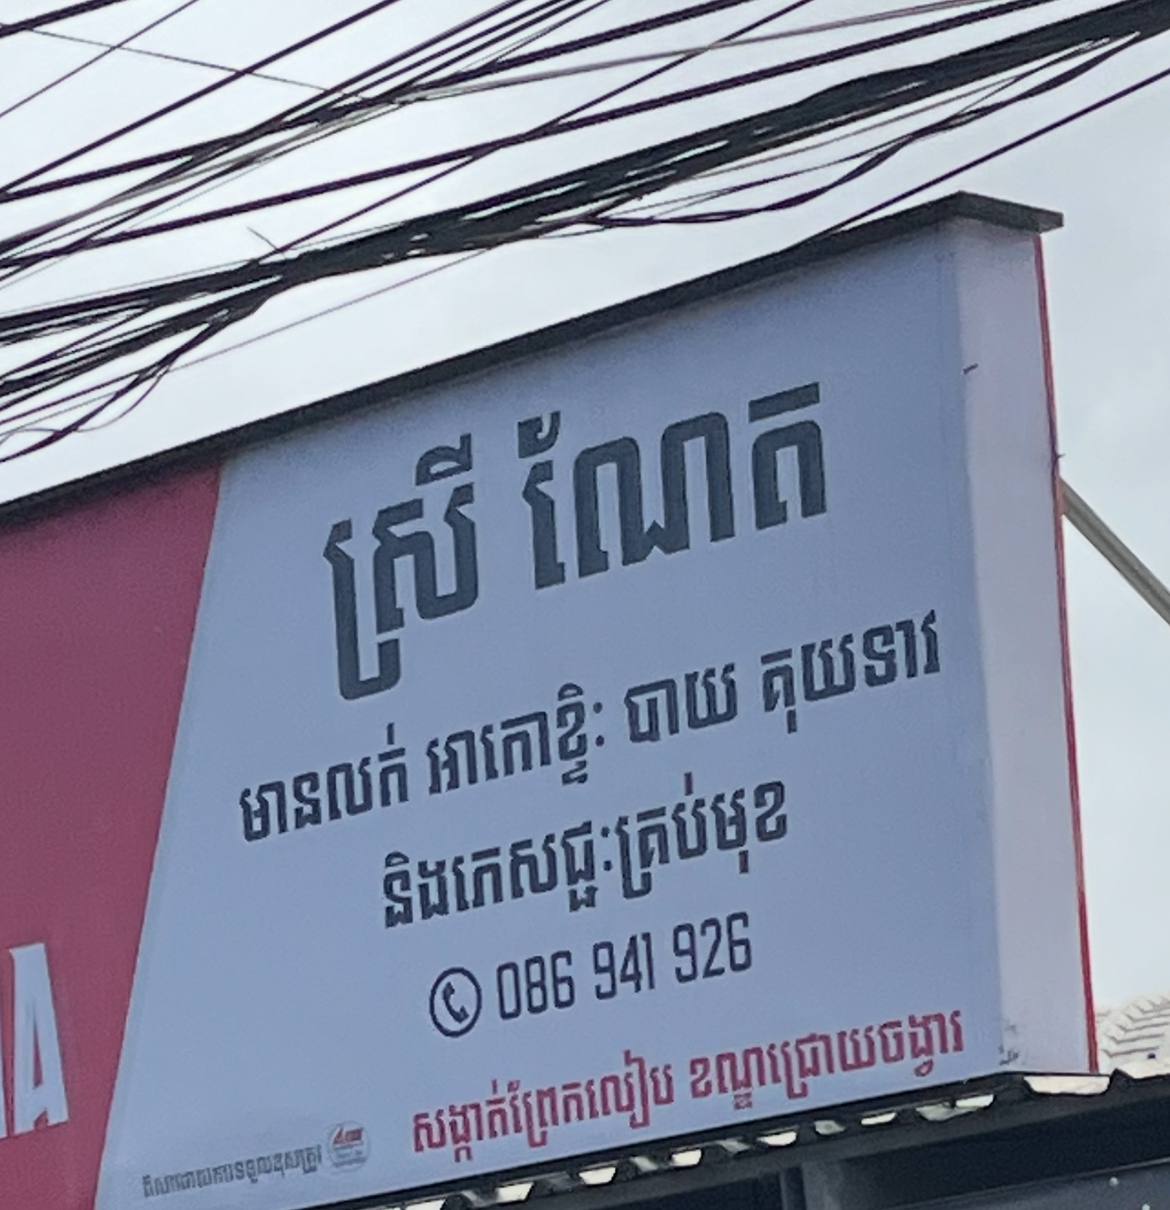 ស្រី ណែត
មានលក់ អាកោខ្ទិះ បាយ គុយទាវ
និងភេសជ្ជៈគ្រប់មុខ
086 941 926
សង្កាត់ព្រែកលៀប ខណ្ឌជ្រោយចង្វារ
A